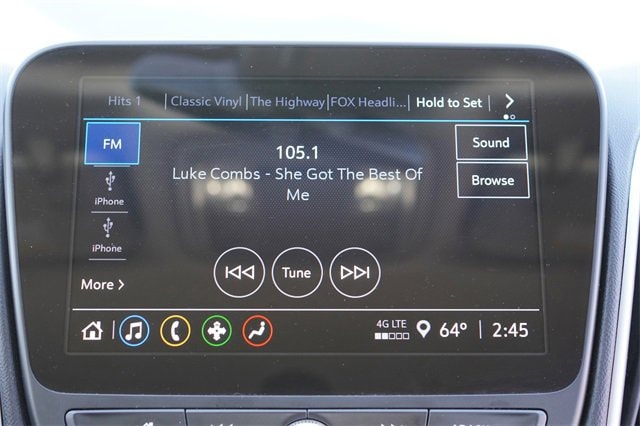 Hits 1 Classic Vinyl The Highway FOX Headli... Hold to Set
FM
105.1
Luke Combs - She Got The Best Of
Me
Sound
Browse
iPhone
iPhone
More
Tune
4G LTE
64° 2:45